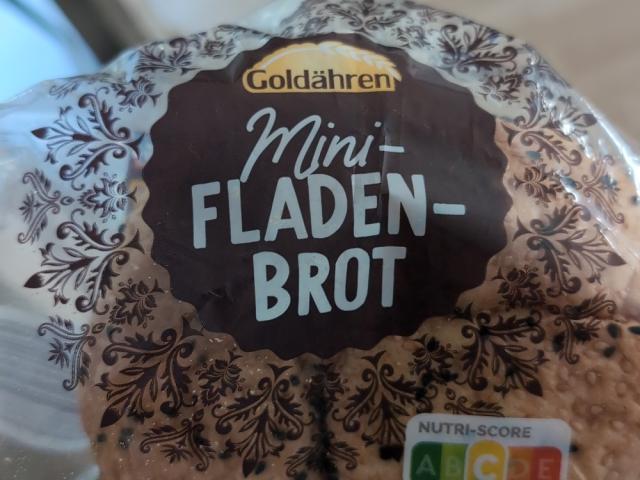 Goldähren
Mini-
FLADEN-
BROT
NUTRI-SCORE
A B C D E